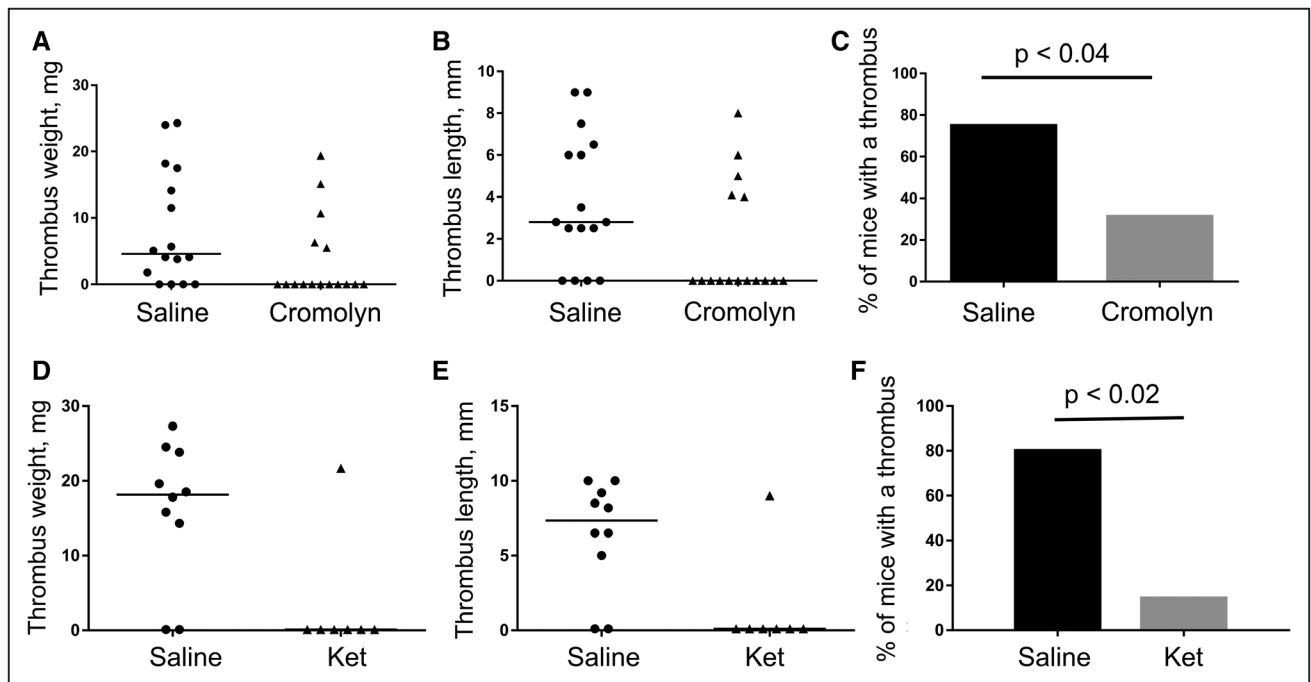 A
Thrombus weight, mg
30
20
10
0
Saline
Cromolyn
B
Thrombus length, mm
10
8
6
4
2
0
Saline
Cromolyn
C
% of mice with a thrombus
100
80
60
40
20
0
p < 0.04
Saline
Cromolyn
D
Thrombus weight, mg
30
20
10
0
Saline
Ket
E
Thrombus length, mm
15
10
5
0
Saline
Ket
F
% of mice with a thrombus
100
80
60
40
20
0
p < 0.02
Saline
Ket